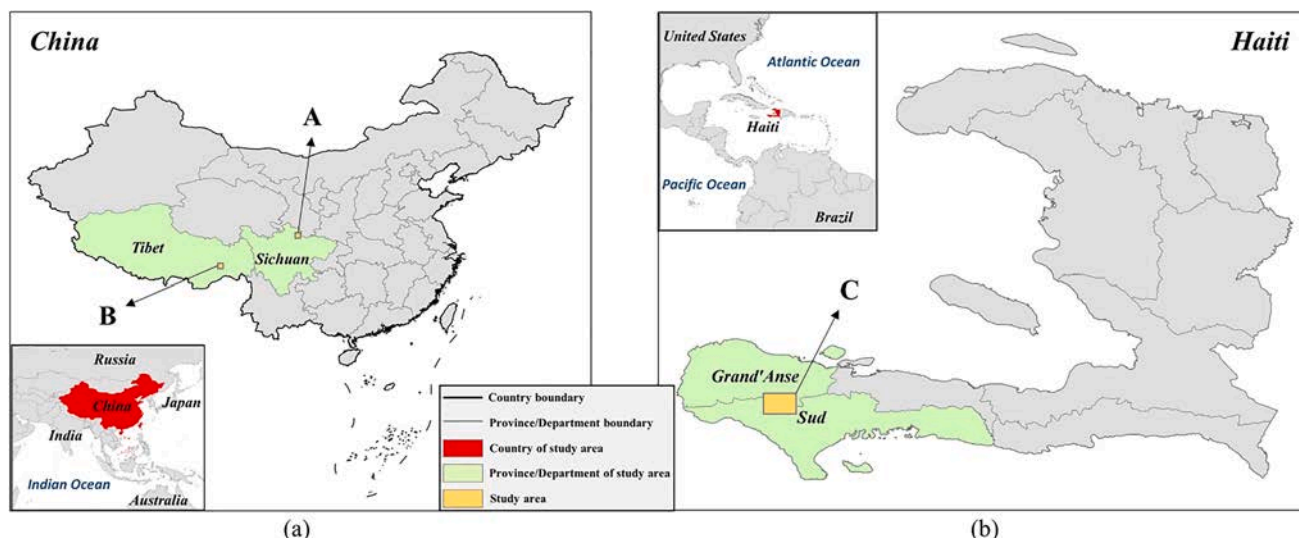 China
A
Tibet
Sichuan
B
Russia
China
Japan
India
Indian Ocean
Australia
Country boundary
Province/Department boundary
Country of study area
Province/Department of study area
Study area
(a)
United States
Atlantic Ocean
Haiti
Pacific Ocean
Brazil
Haiti
C
Grand'Anse
Sud
(b)